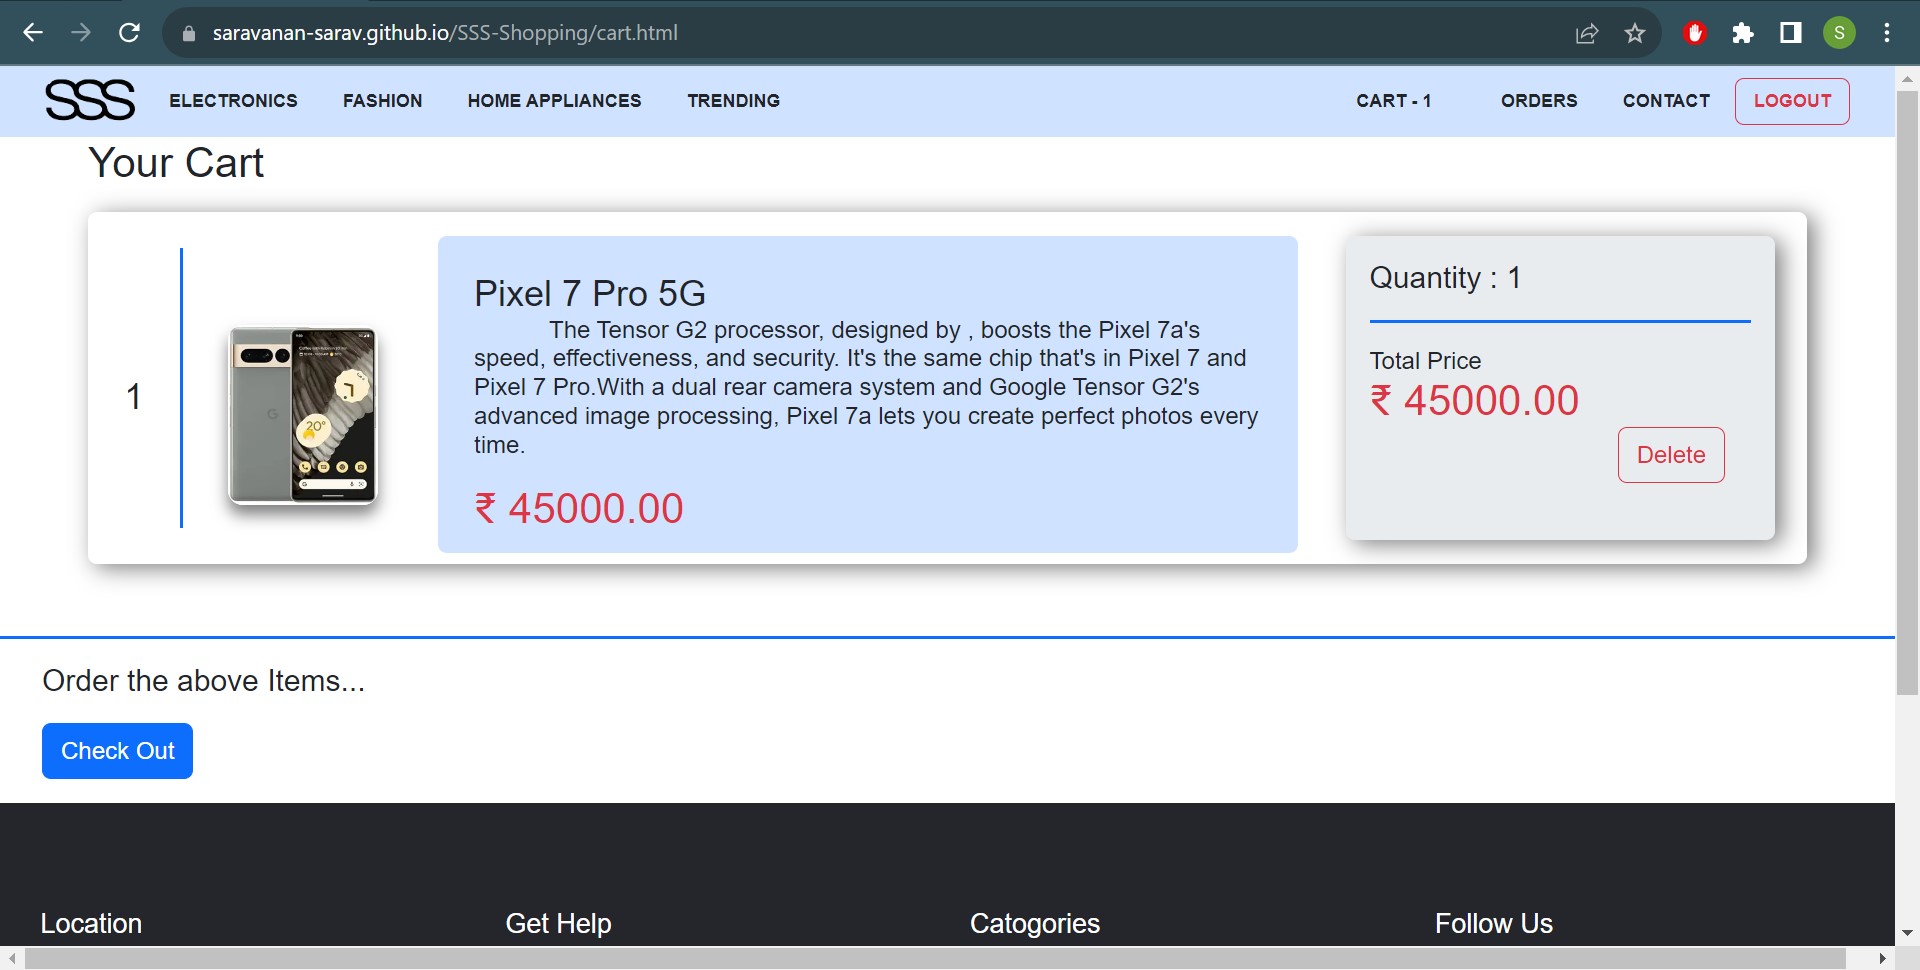 saravanan-sarav.github.io/SSS-Shopping/cart.html
S
SSS
ELECTRONICS
FASHION
HOME APPLIANCES
TRENDING
CART - 1
ORDERS
CONTACT
LOGOUT
Your Cart
1
20°
G
Pixel 7 Pro 5G
The Tensor G2 processor, designed by , boosts the Pixel 7a's
speed, effectiveness, and security. It's the same chip that's in Pixel 7 and
Pixel 7 Pro.With a dual rear camera system and Google Tensor G2's
advanced image processing, Pixel 7a lets you create perfect photos every
time.
₹ 45000.00
Quantity : 1
Total Price
₹ 45000.00
Delete
Order the above Items...
Check Out
Location
Get Help
Catogories
Follow Us